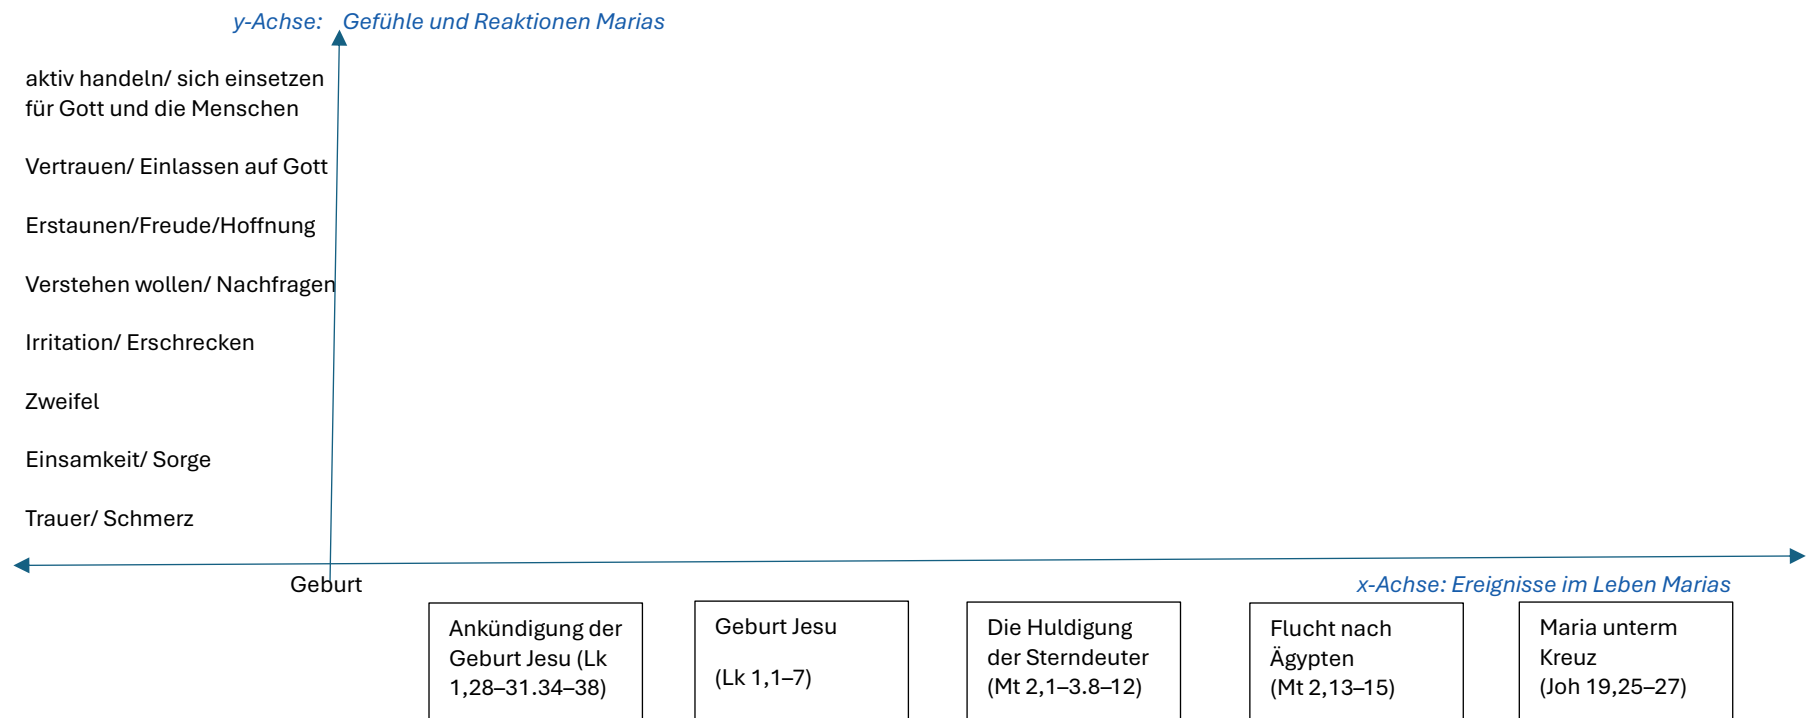 y-Achse: Gefühle und Reaktionen Marias
aktiv handeln/ sich einsetzen
für Gott und die Menschen
Vertrauen/ Einlassen auf Gott
Erstaunen/Freude/Hoffnung
Verstehen wollen/ Nachfragen
Irritation/ Erschrecken
Zweifel
Einsamkeit/ Sorge
Trauer/ Schmerz
Geburt
x-Achse: Ereignisse im Leben Marias
Ankündigung der
Geburt Jesu (Lk
1,28–31.34–38)
Geburt Jesu
(Lk 1,1–7)
Die Huldigung
der Sterndeuter
(Mt 2,1–3.8–12)
Flucht nach
Ägypten
(Mt 2,13–15)
Maria unterm
Kreuz
(Joh 19,25–27)